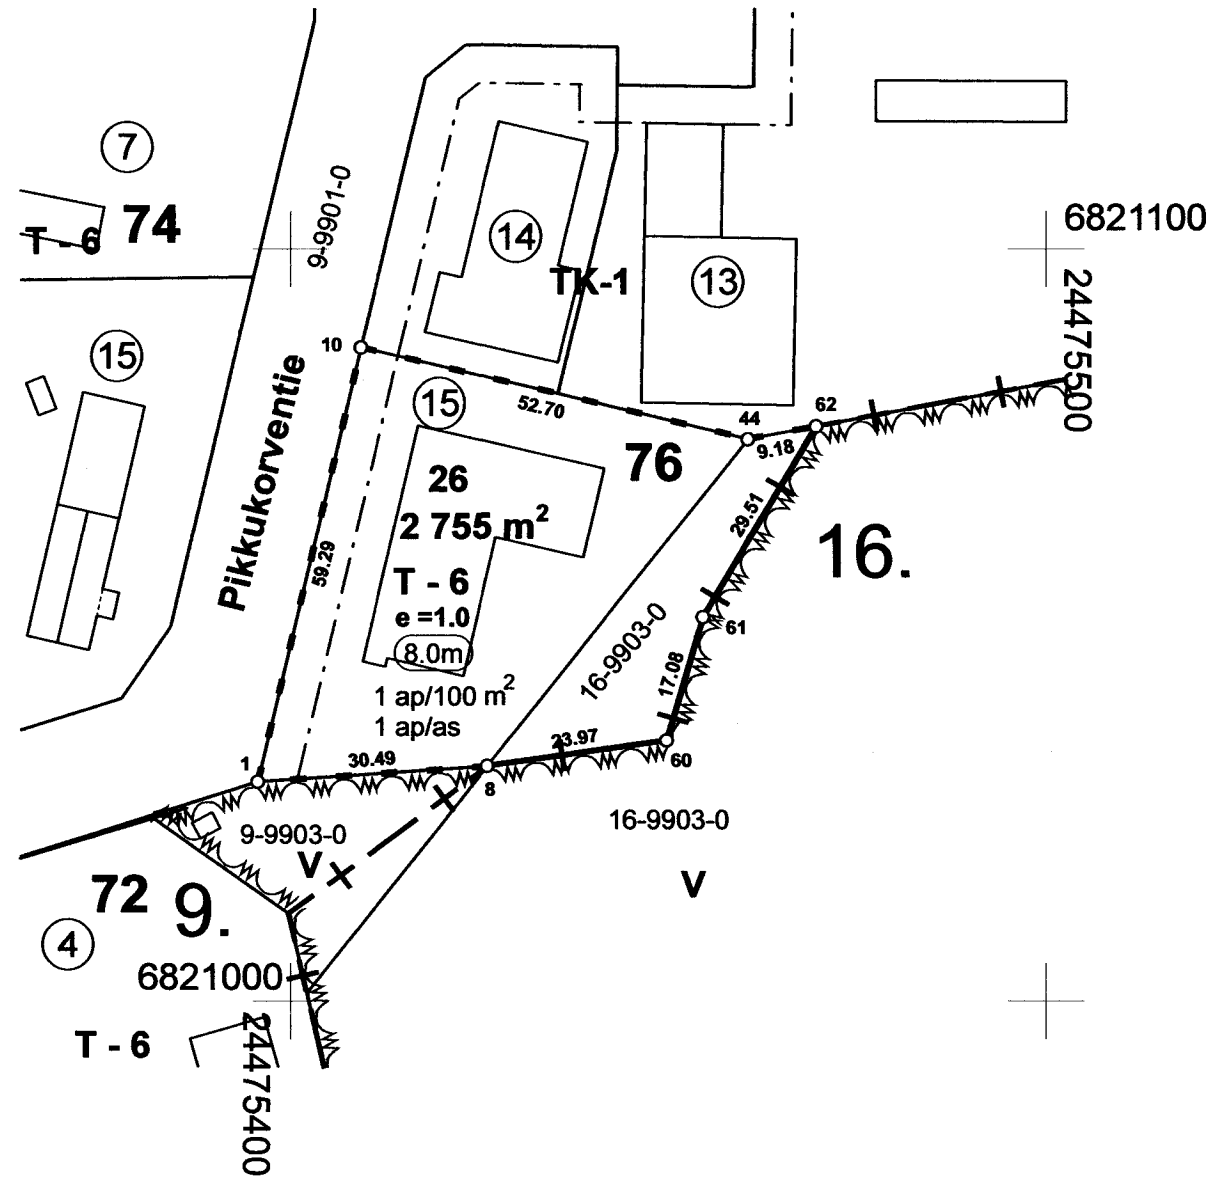 7
74
T - 6
9-9901-0
14
TK-1
13
6821100
24475500
15
10
Pikkukorventie
15
52.70
44
62
9.18
76
26
2 755 m²
T - 6
e =1.0
8.0m
1 ap/100 m²
1 ap/as
59.29
29.51
16.
61
16-9903-0
17.08
1
30.49
8
23.97
60
9-9903-0
V
16-9903-0
V
72
9.
4
6821000
T - 6
24475400